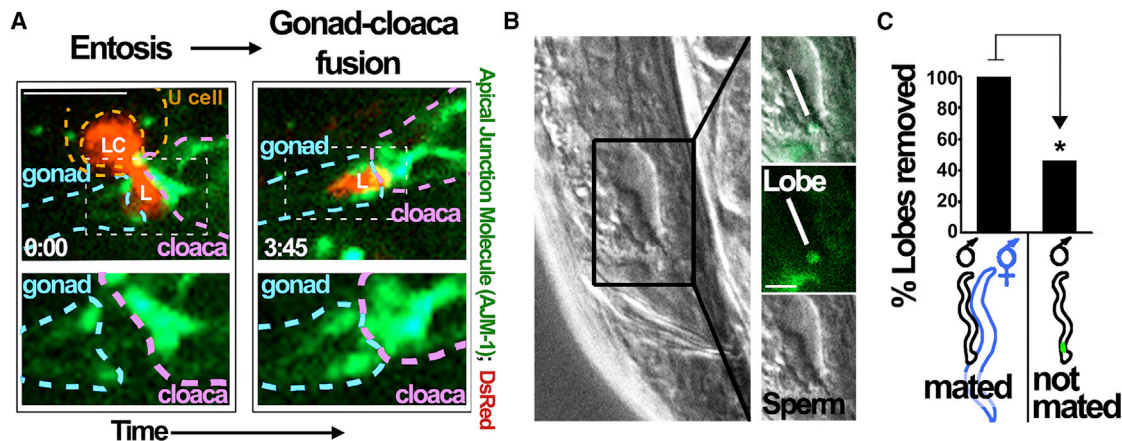 A
Entosis
Gonad-cloaca
fusion
U cell
LC
gonad
L
cloaca
0:00
gonad
L
cloaca
3:45
gonad
cloaca
gonad
cloaca
Time
Apical Junction Molecule (AJM-1); DsRed
B
Lobe
Sperm
C
% Lobes removed
100
80
60
40
20
0
*
♂
⚥
♂
mated
not
mated